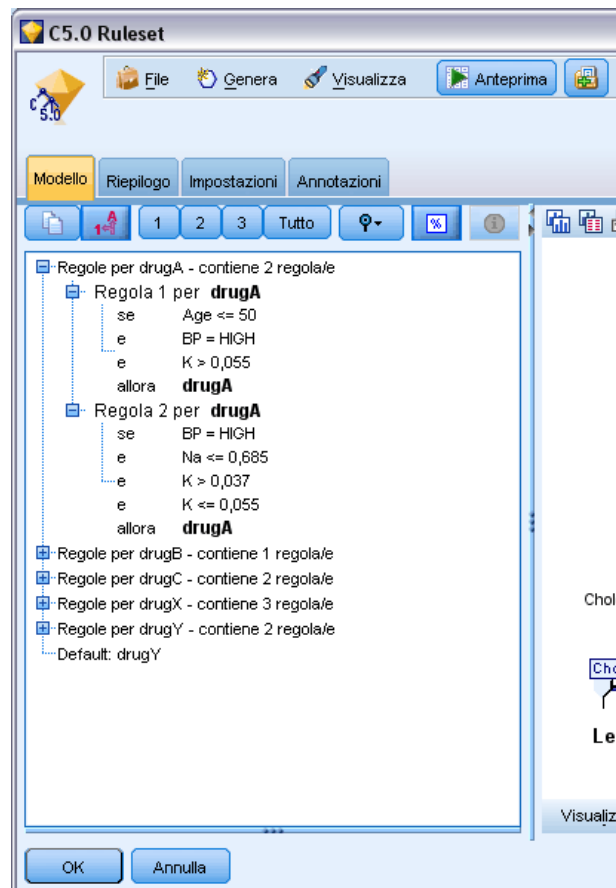 C5.0 Ruleset
File Genera Visualizza Anteprima
C 5.0
Modello Riepilogo Impostazioni Annotazioni
1 2 3 Tutto %
Regole per drugA - contiene 2 regola/e
Regola 1 per drugA
se Age <= 50
e BP = HIGH
e K > 0,055
allora drugA
Regola 2 per drugA
se BP = HIGH
e Na <= 0,685
e K > 0,037
e K <= 0,055
allora drugA
Regole per drugB - contiene 1 regola/e
Regole per drugC - contiene 2 regola/e
Regole per drugX - contiene 3 regola/e
Regole per drugY - contiene 2 regola/e
Default: drugY
Chol
Cho
Le
Visualiz
OK Annulla